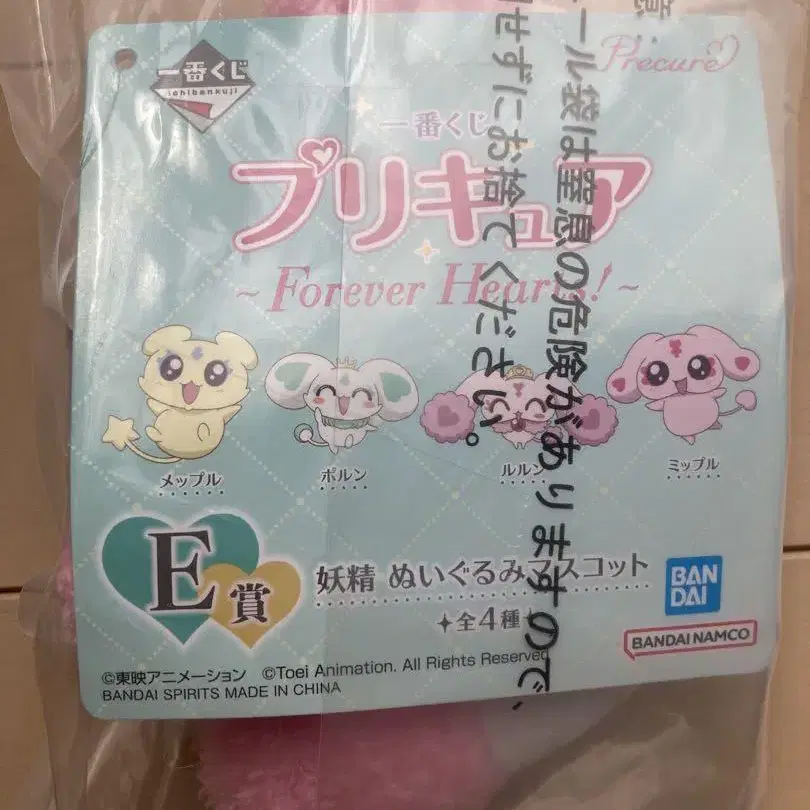 一番くじ
ichibankuji
Precure
一番くじ
プリキュア
~Forever Hearts!~
メップル
ポルン
ルルン
ミップル
E賞
妖精 ぬいぐるみマスコット
全4種
BAN
DAI
BANDAI NAMCO
©東映アニメーション ©Toei Animation. All Rights Reserved
BANDAI SPIRITS MADE IN CHINA
ール袋は窒息の危険がありますので、
せずにお捨てください。